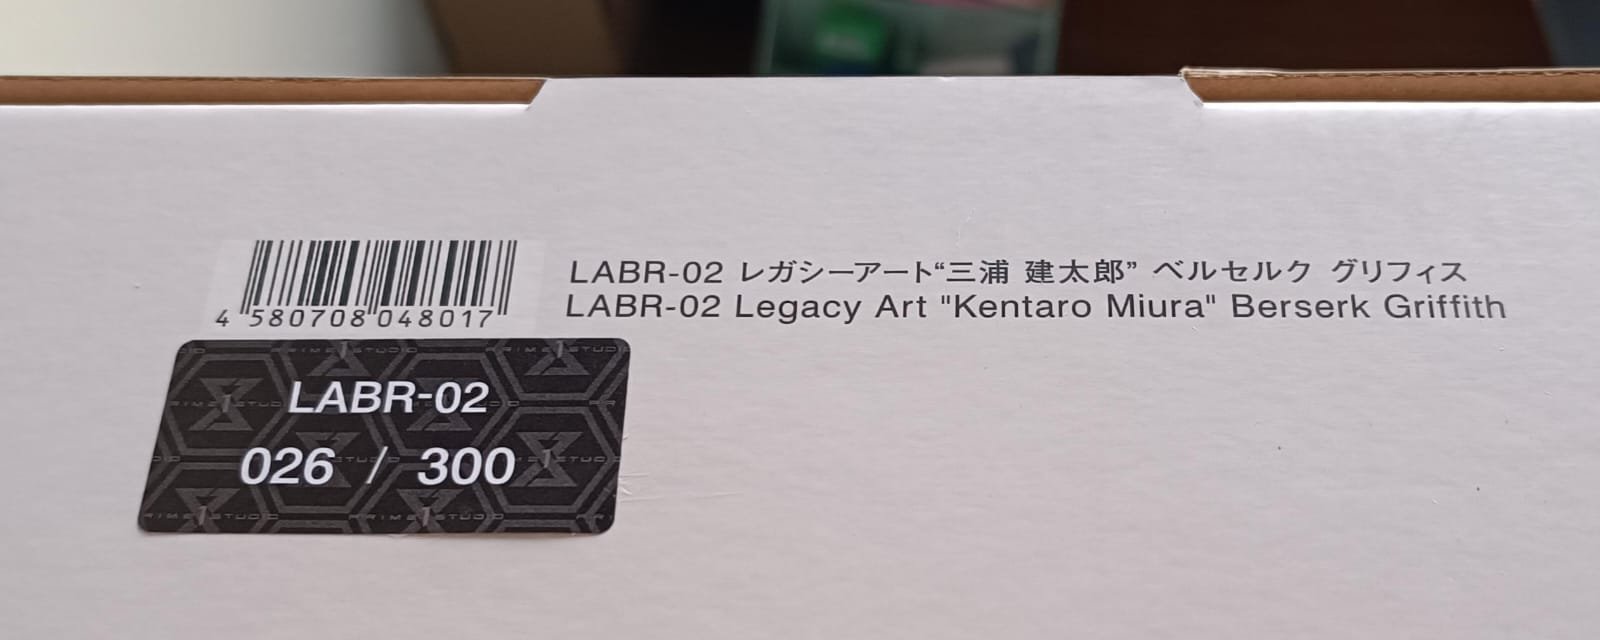 LABR-02 レガシーアート“三浦 建太郎” ベルセルク グリフィス
LABR-02 Legacy Art "Kentaro Miura" Berserk Griffith
4 580708 048017
LABR-02
026 / 300